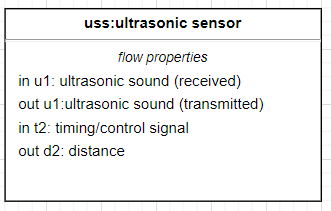 uss:ultrasonic sensor
flow properties
in u1: ultrasonic sound (received)
out u1:ultrasonic sound (transmitted)
in t2: timing/control signal
out d2: distance